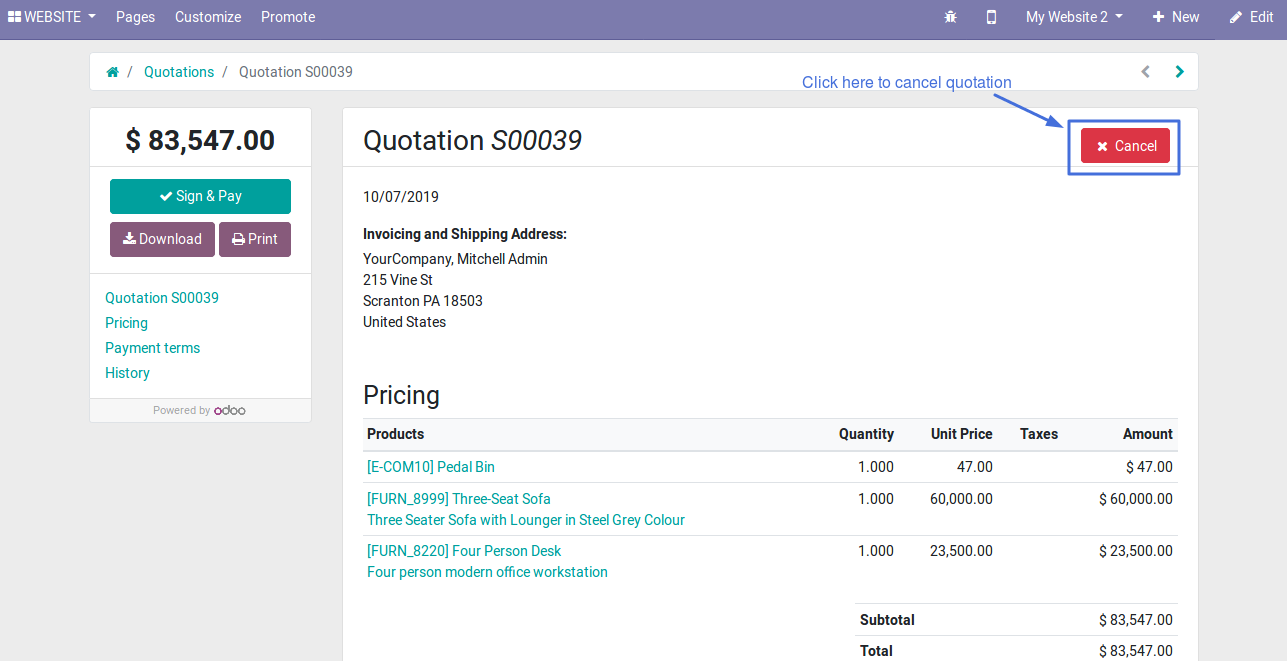 WEBSITE Pages Customize Promote My Website 2 New Edit
/ Quotations / Quotation S00039
Click here to cancel quotation
$ 83,547.00
Sign & Pay
Download Print
Quotation S00039
Pricing
Payment terms
History
Powered by odoo
Quotation S00039
Cancel
10/07/2019
Invoicing and Shipping Address:
YourCompany, Mitchell Admin
215 Vine St
Scranton PA 18503
United States
Pricing
Products Quantity Unit Price Taxes Amount
[E-COM10] Pedal Bin 1.000 47.00 $ 47.00
[FURN_8999] Three-Seat Sofa 1.000 60,000.00 $ 60,000.00
Three Seater Sofa with Lounger in Steel Grey Colour
[FURN_8220] Four Person Desk 1.000 23,500.00 $ 23,500.00
Four person modern office workstation
Subtotal $ 83,547.00
Total $ 83,547.00